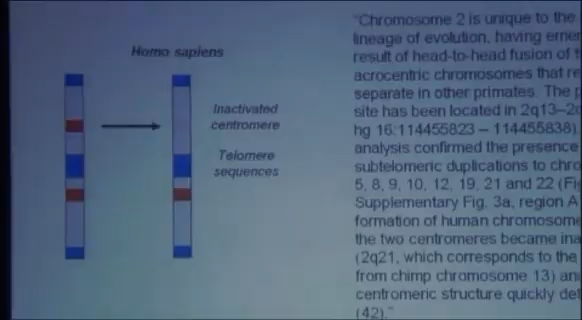 Homo sapiens
Inactivated
centromere
Telomere
sequences
"Chromosome 2 is unique to the
lineage of evolution, having emer
result of head-to-head fusion of t
acrocentric chromosomes that re
separate in other primates. The p
site has been located in 2q13–2
hg 16:114455823 – 114455838)
analysis confirmed the presence
subtelomeric duplications to chro
5, 8, 9, 10, 12, 19, 21 and 22 (Fi
Supplementary Fig. 3a, region A
formation of human chromosome
the two centromeres became ina
(2q21, which corresponds to the
from chimp chromosome 13) an
centromeric structure quickly det
(42)."